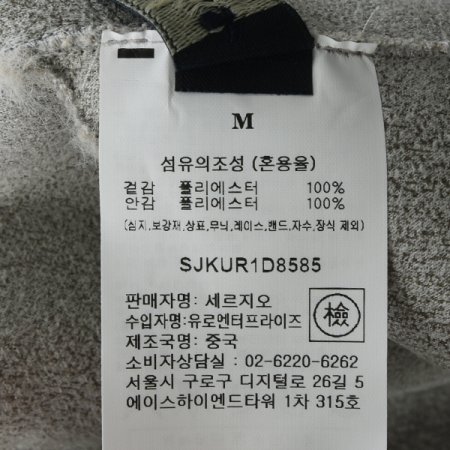 M
섬유의조성 (혼용율)
겉감 폴리에스터 100%
안감 폴리에스터 100%
(심지,보강재,상표,무늬,레이스,밴드,자수,장식 제외)
SJKUR1D8585
판매자명: 세르지오
수입자명:유로엔터프라이즈
檢
제조국명: 중국
소비자상담실 : 02-6220-6262
서울시 구로구 디지털로 26길 5
에이스하이엔드타워 1차 315호